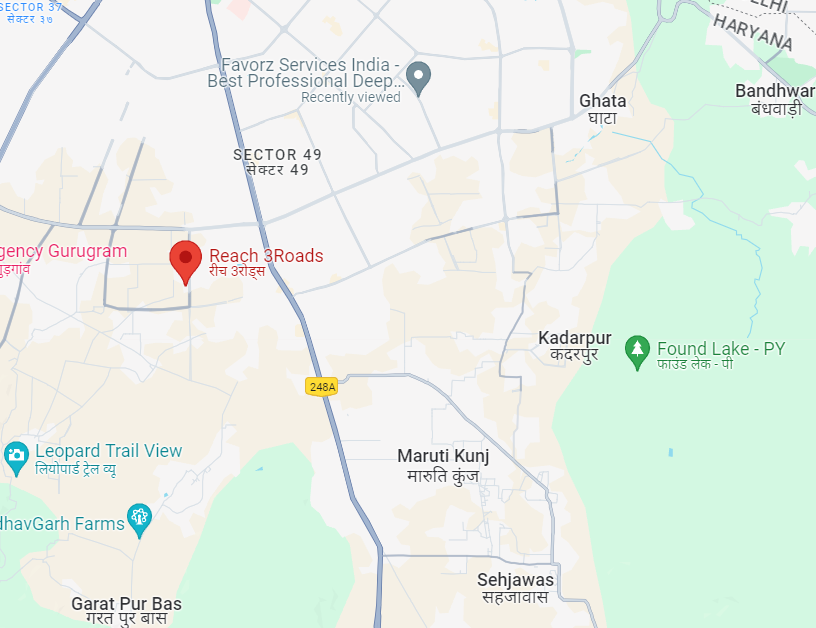 SECTOR 37
सेक्टर ३७
DELHI
HARYANA
Favorz Services India -
Best Professional Deep...
Recently viewed
Ghata
घाटा
Bandhwar
बंधवाड़ी
SECTOR 49
सेक्टर 49
gency Gurugram
गुड़गांव
Reach 3Roads
रीच 3रोड्स
Kadarpur
कदरपुर
Found Lake - PY
फाउंड लेक - पी
248A
Leopard Trail View
लियोपार्ड ट्रेल व्यू
Maruti Kunj
मारुति कुंज
dhavGarh Farms
Sehjawas
सहजावास
Garat Pur Bas
गरत पुर बास